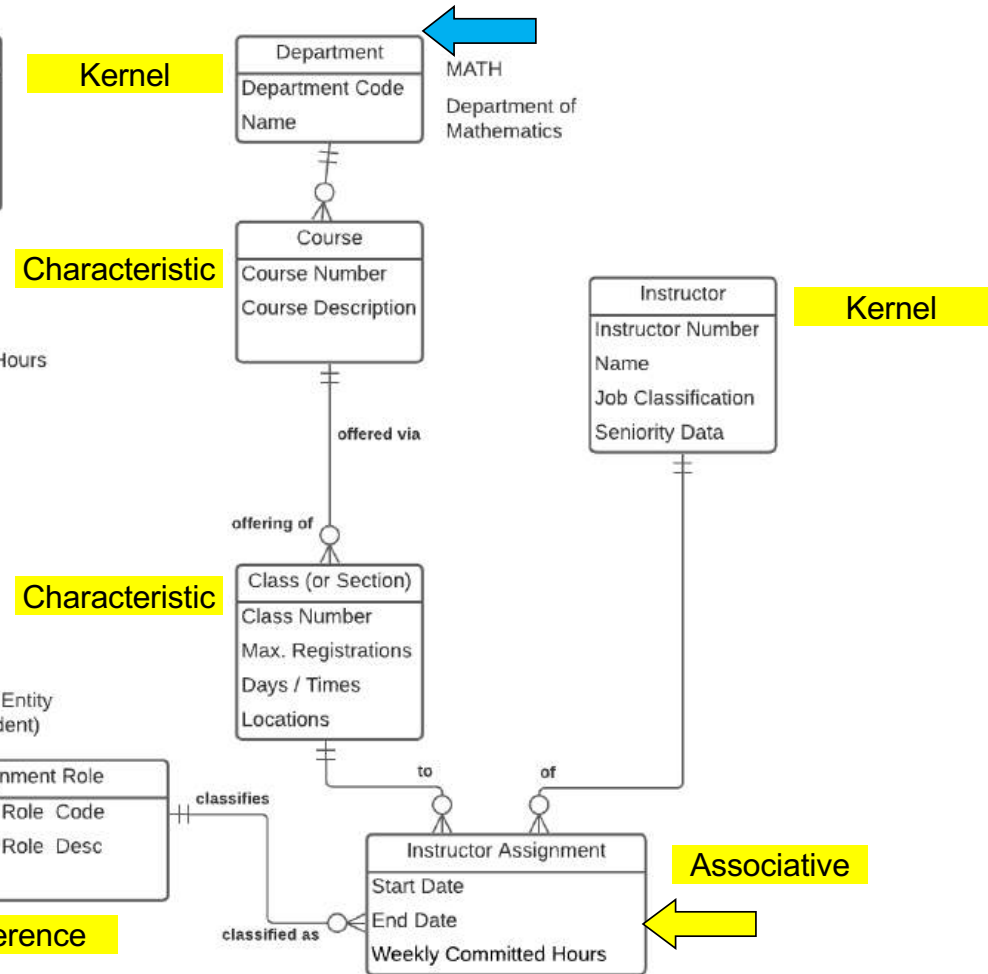 Kernel
Department
Department Code
Name
MATH
Department of
Mathematics
Characteristic
Course
Course Number
Course Description
Instructor
Instructor Number
Name
Job Classification
Seniority Data
Kernel
Hours
offered via
offering of
Characteristic
Class (or Section)
Class Number
Max. Registrations
Days / Times
Locations
Entity
to
of
Role
Role Code
Role Desc
classifies
classified as
Instructor Assignment
Start Date
End Date
Weekly Committed Hours
Associative